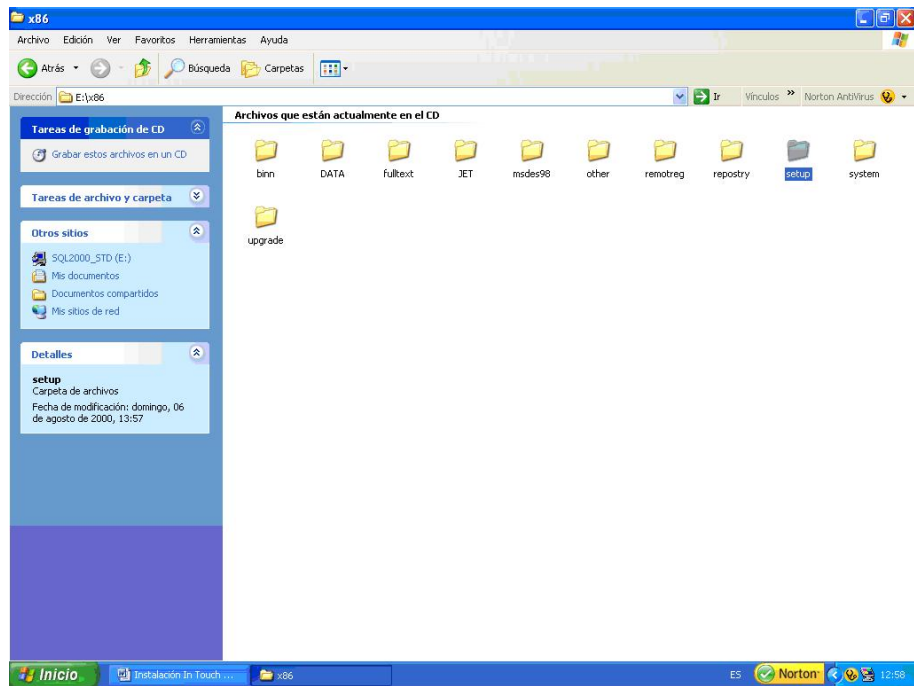 x86
Archivo Edición Ver Favoritos Herramientas Ayuda
Atrás Búsqueda Carpetas
Dirección E:\x86 Ir Vínculos » Norton AntiVirus
Tareas de grabación de CD
Grabar estos archivos en un CD
Tareas de archivo y carpeta
Otros sitios
SQL2000_STD (E:)
Mis documentos
Documentos compartidos
Mis sitios de red
Detalles
setup
Carpeta de archivos
Fecha de modificación: domingo, 06
de agosto de 2000, 13:57
Archivos que están actualmente en el CD
binn DATA fulltext JET msdes98 other remotreg repostry setup system
upgrade
Inicio Instalación In Touch ... x86 ES Norton 12:58